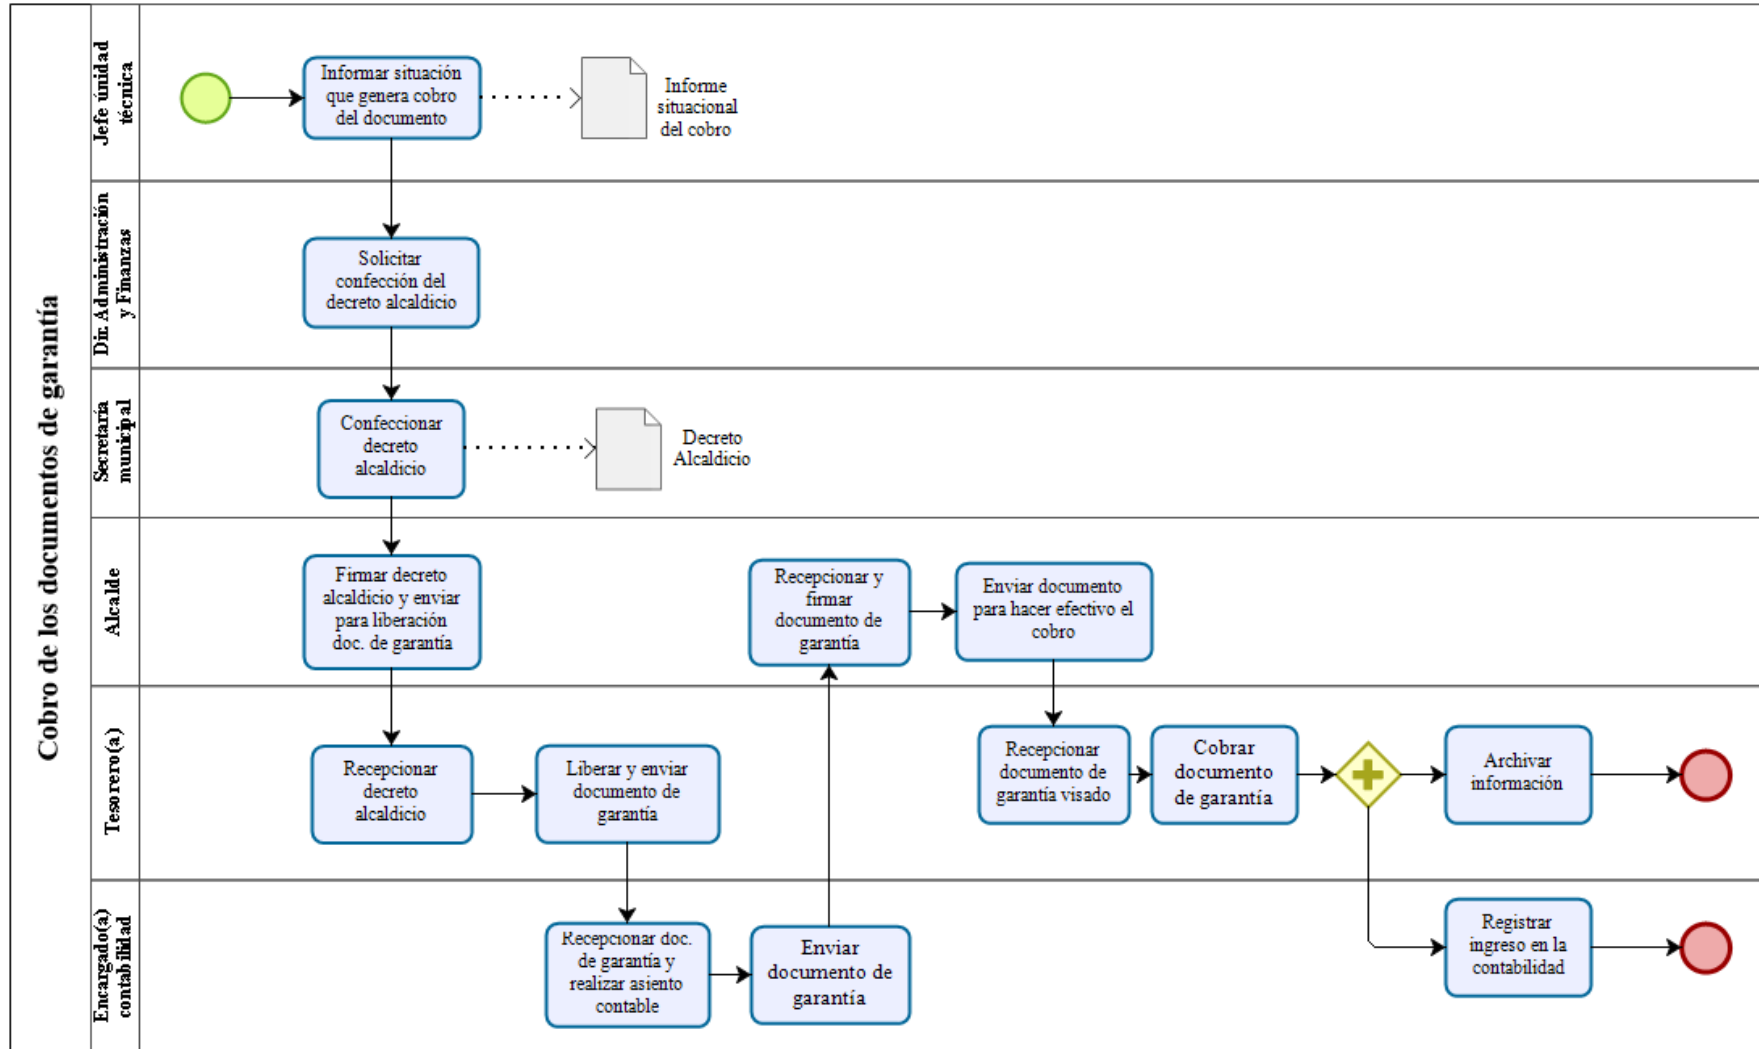 Cobro de los documentos de garantía
Jefe únidad
técnica
Informar situación
que genera cobro
del documento
Informe
situacional
del cobro
Dir. Administración
y Finanzas
Solicitar
confección del
decreto alcaldicio
Secretaría
municipal
Confeccionar
decreto
alcaldicio
Decreto
Alcaldicio
Alcalde
Firmar decreto
alcaldicio y enviar
para liberación
doc. de garantía
Recepcionar y
firmar
documento de
garantía
Enviar documento
para hacer efectivo el
cobro
Tesorero(a)
Recepcionar
decreto
alcaldicio
Liberar y enviar
documento de
garantía
Recepcionar
documento de
garantía visado
Cobrar
documento
de garantía
Archivar
información
Encargado(a)
contabilidad
Recepcionar doc.
de garantía y
realizar asiento
contable
Enviar
documento de
garantía
Registrar
ingreso en la
contabilidad